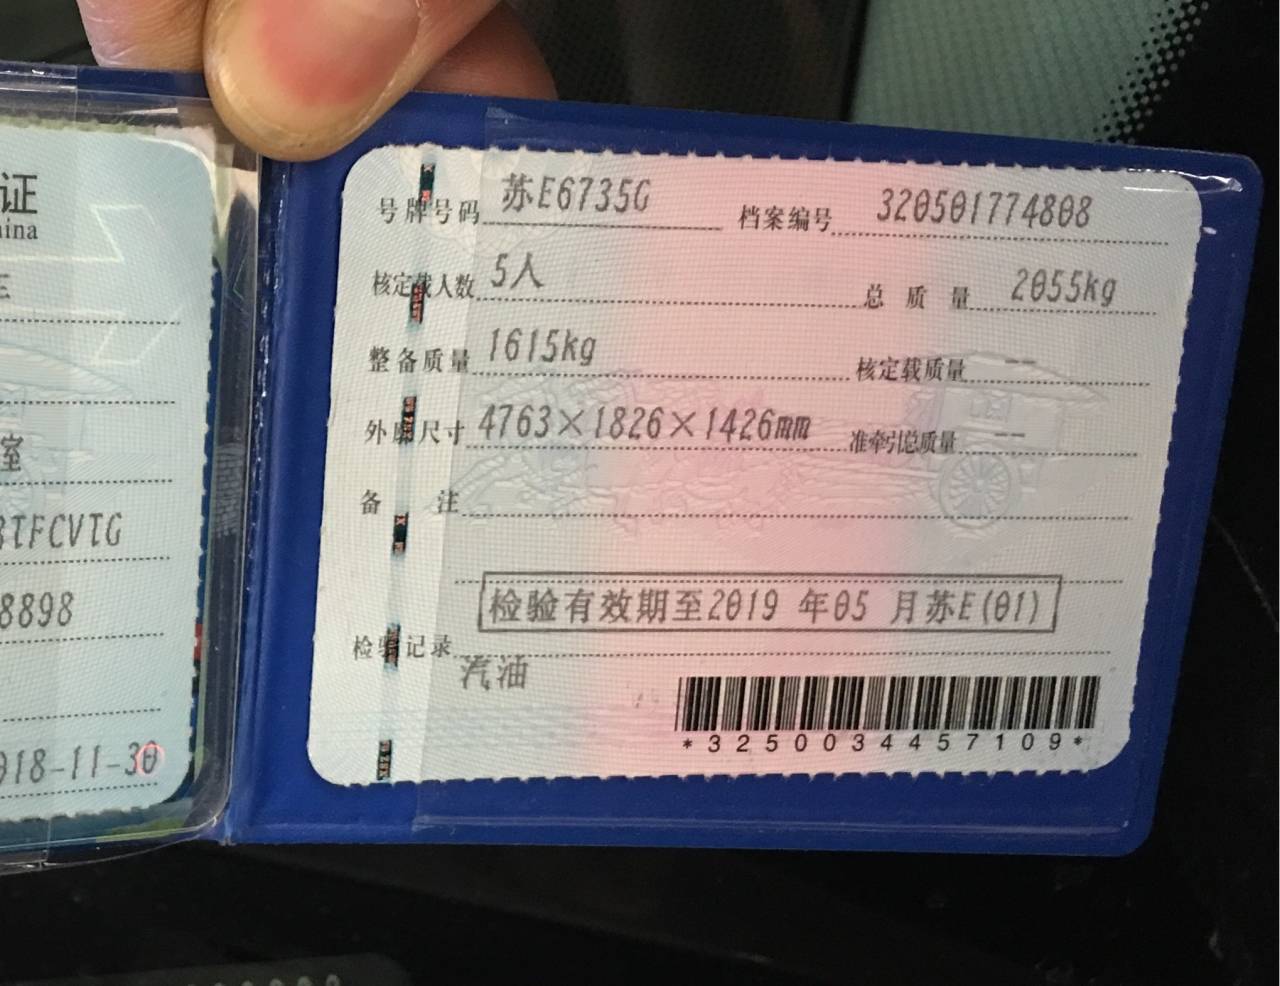 证
号牌号码 苏E6735G 档案编号 320501774808
核定载人数 5人 总质量 2055kg
整备质量 1615kg 核定载质量 --
外廓尺寸 4763×1826×1426mm 准牵引总质量 --
备注
检验有效期至2019 年05 月苏E(01)
检验记录
汽油
*3250034457109*
室
TFCVTG
8898
018-11-30